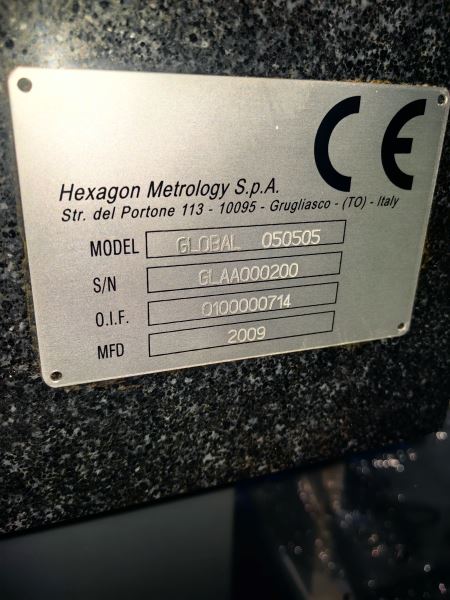 CE
Hexagon Metrology S.p.A.
Str. del Portone 113 - 10095 - Grugliasco - (TO) - Italy
MODEL GLOBAL 050505
S/N GLAA000200
O.I.F. 0100000714
MFD 2009